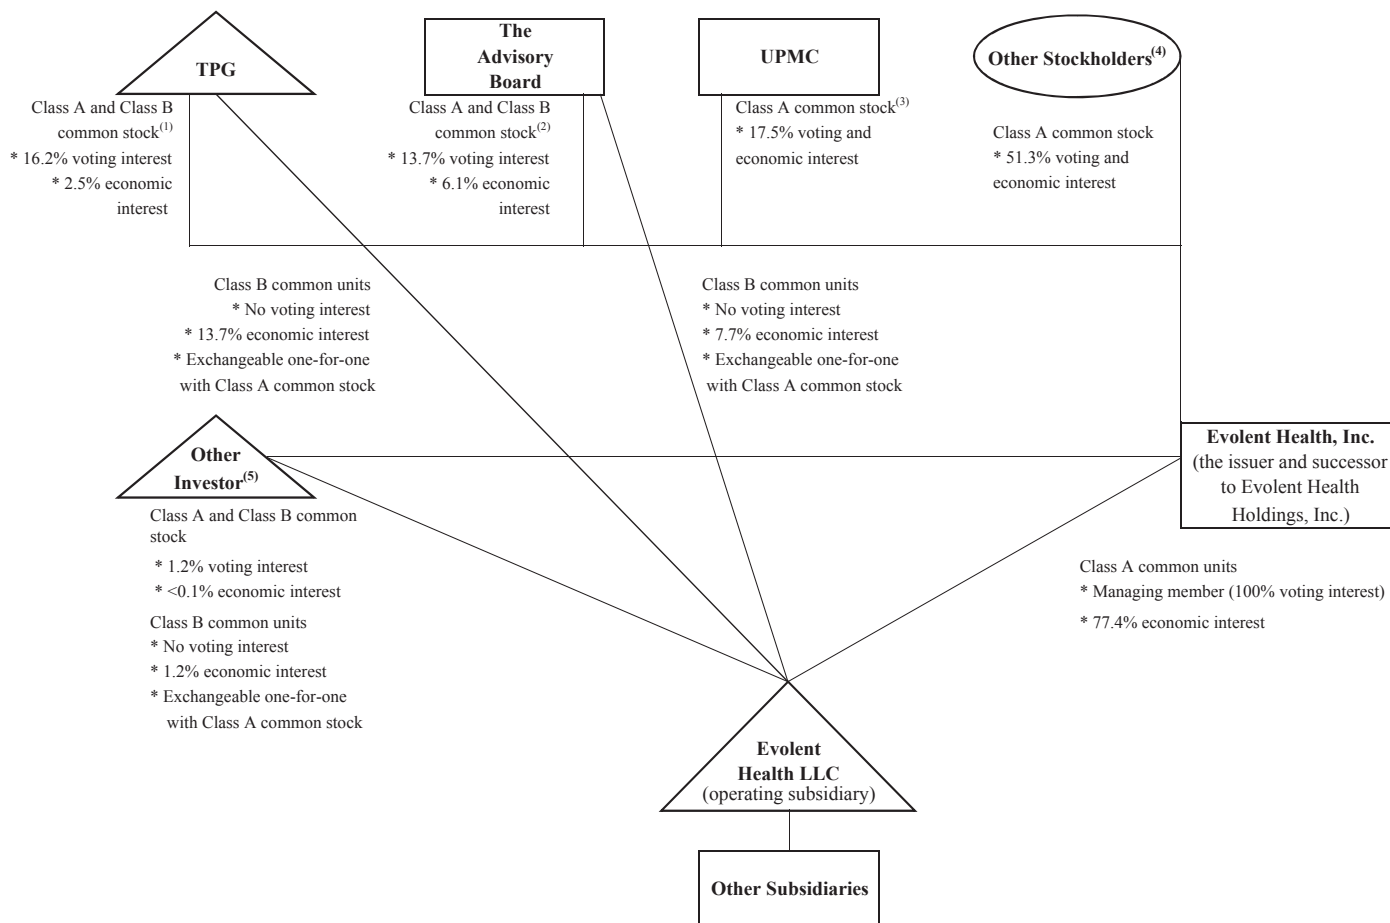 TPG
Class A and Class B
common stock(1)
* 16.2% voting interest
* 2.5% economic
interest
The
Advisory
Board
Class A and Class B
common stock(2)
* 13.7% voting interest
* 6.1% economic
interest
UPMC
Class A common stock(3)
* 17.5% voting and
economic interest
Other Stockholders(4)
Class A common stock
* 51.3% voting and
economic interest
Class B common units
* No voting interest
* 13.7% economic interest
* Exchangeable one-for-one
with Class A common stock
Class B common units
* No voting interest
* 7.7% economic interest
* Exchangeable one-for-one
with Class A common stock
Other
Investor(5)
Class A and Class B common
stock
* 1.2% voting interest
* <0.1% economic interest
Class B common units
* No voting interest
* 1.2% economic interest
* Exchangeable one-for-one
with Class A common stock
Evolent Health, Inc.
(the issuer and successor
to Evolent Health
Holdings, Inc.)
Class A common units
* Managing member (100% voting interest)
* 77.4% economic interest
Evolent
Health LLC
(operating subsidiary)
Other Subsidiaries